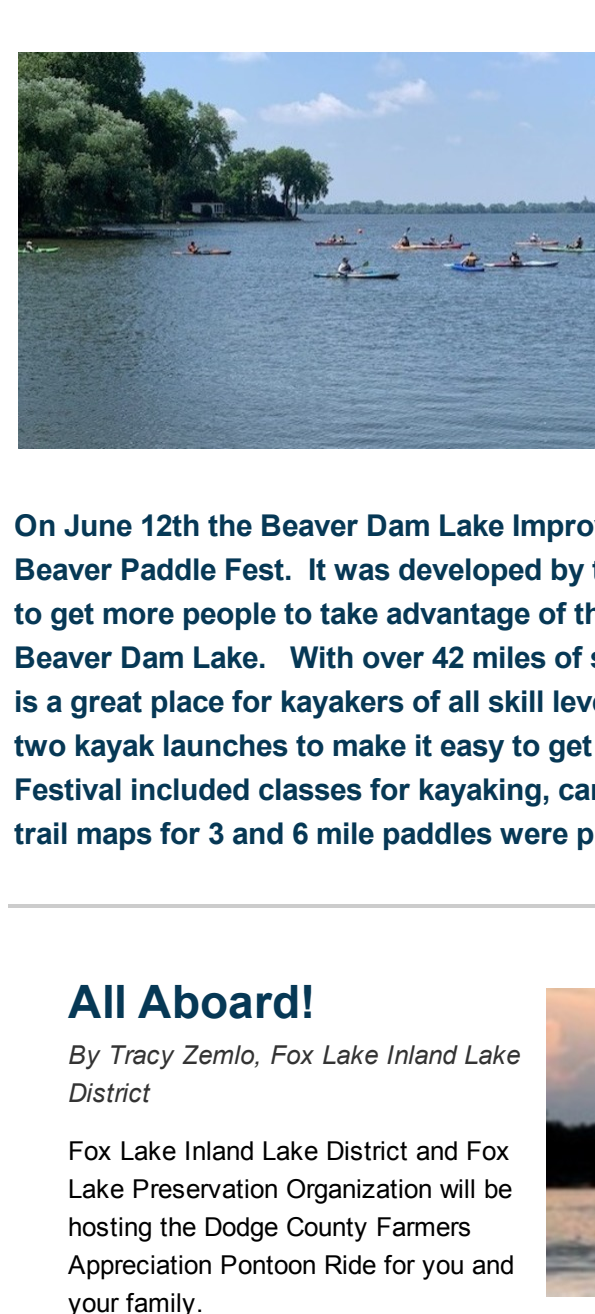 On June 12th the Beaver Dam Lake
Beaver Paddle Fest.  It was developed by
to get more people to take advantage of
Beaver Dam Lake.   With over 42 miles of
is a great place for kayakers of all skill
two kayak launches to make it easy to get
Festival included classes for kayaking,
trail maps for 3 and 6 mile paddles were
All Aboard!
By Tracy Zemlo, Fox Lake Inland Lake
District
Fox Lake Inland Lake District and Fox
Lake Preservation Organization will be
hosting the Dodge County Farmers
Appreciation Pontoon Ride for you and
your family.